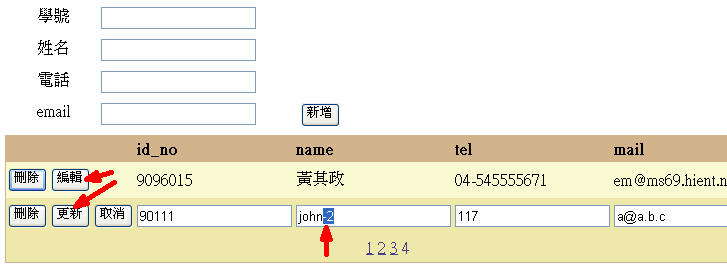 學號
姓名
電話
email 新增
id_no name tel mail
刪除 編輯 9096015 黃其政 04-545555671 em@ms69.hient.n
刪除 更新 取消 90111 john-2 117 a@a.b.c
1 2 3 4